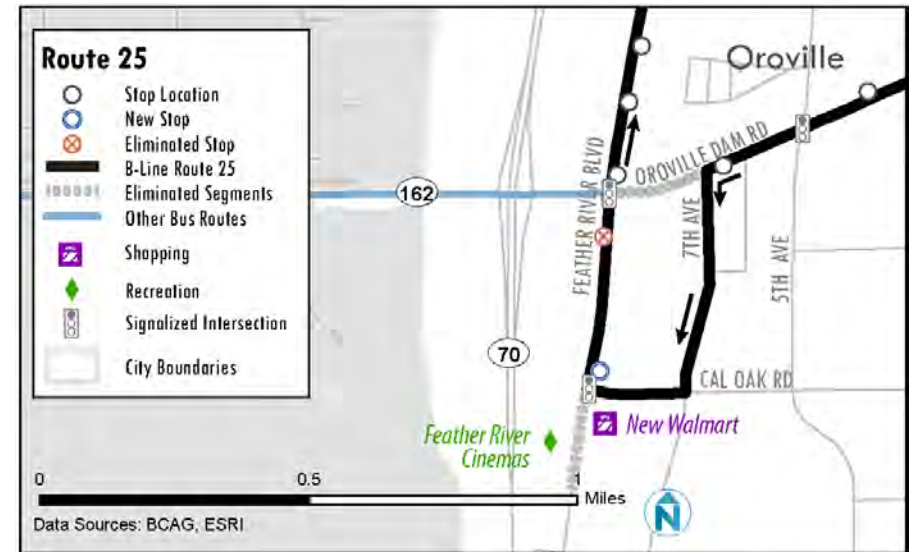 Route 25
Stop Location
New Stop
Eliminated Stop
B-Line Route 25
Eliminated Segments
Other Bus Routes
Shopping
Recreation
Signalized Intersection
City Boundaries
Oroville
OROVILLE DAM RD
162
FEATHER RIVER BLVD
7TH AVE
5TH AVE
70
CAL OAK RD
New Walmart
Feather River
Cinemas
0 0.5 1
Miles
N
Data Sources: BCAG, ESRI